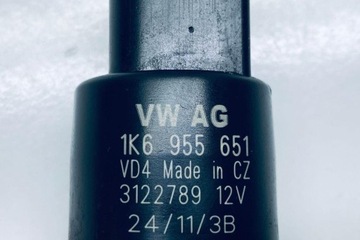 VW AG
1K6 955 651
VD4 Made in CZ
3122789 12V
24/11/3B